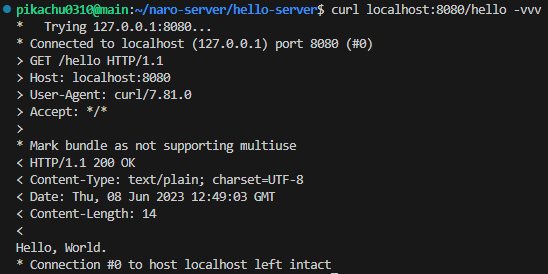 pikachu0310@main:~/naro-server/hello-server$ curl localhost:8080/hello -vvv
*   Trying 127.0.0.1:8080...
* Connected to localhost (127.0.0.1) port 8080 (#0)
> GET /hello HTTP/1.1
> Host: localhost:8080
> User-Agent: curl/7.81.0
> Accept: */*
>
* Mark bundle as not supporting multiuse
< HTTP/1.1 200 OK
< Content-Type: text/plain; charset=UTF-8
< Date: Thu, 08 Jun 2023 12:49:03 GMT
< Content-Length: 14
<
Hello, World.
* Connection #0 to host localhost left intact